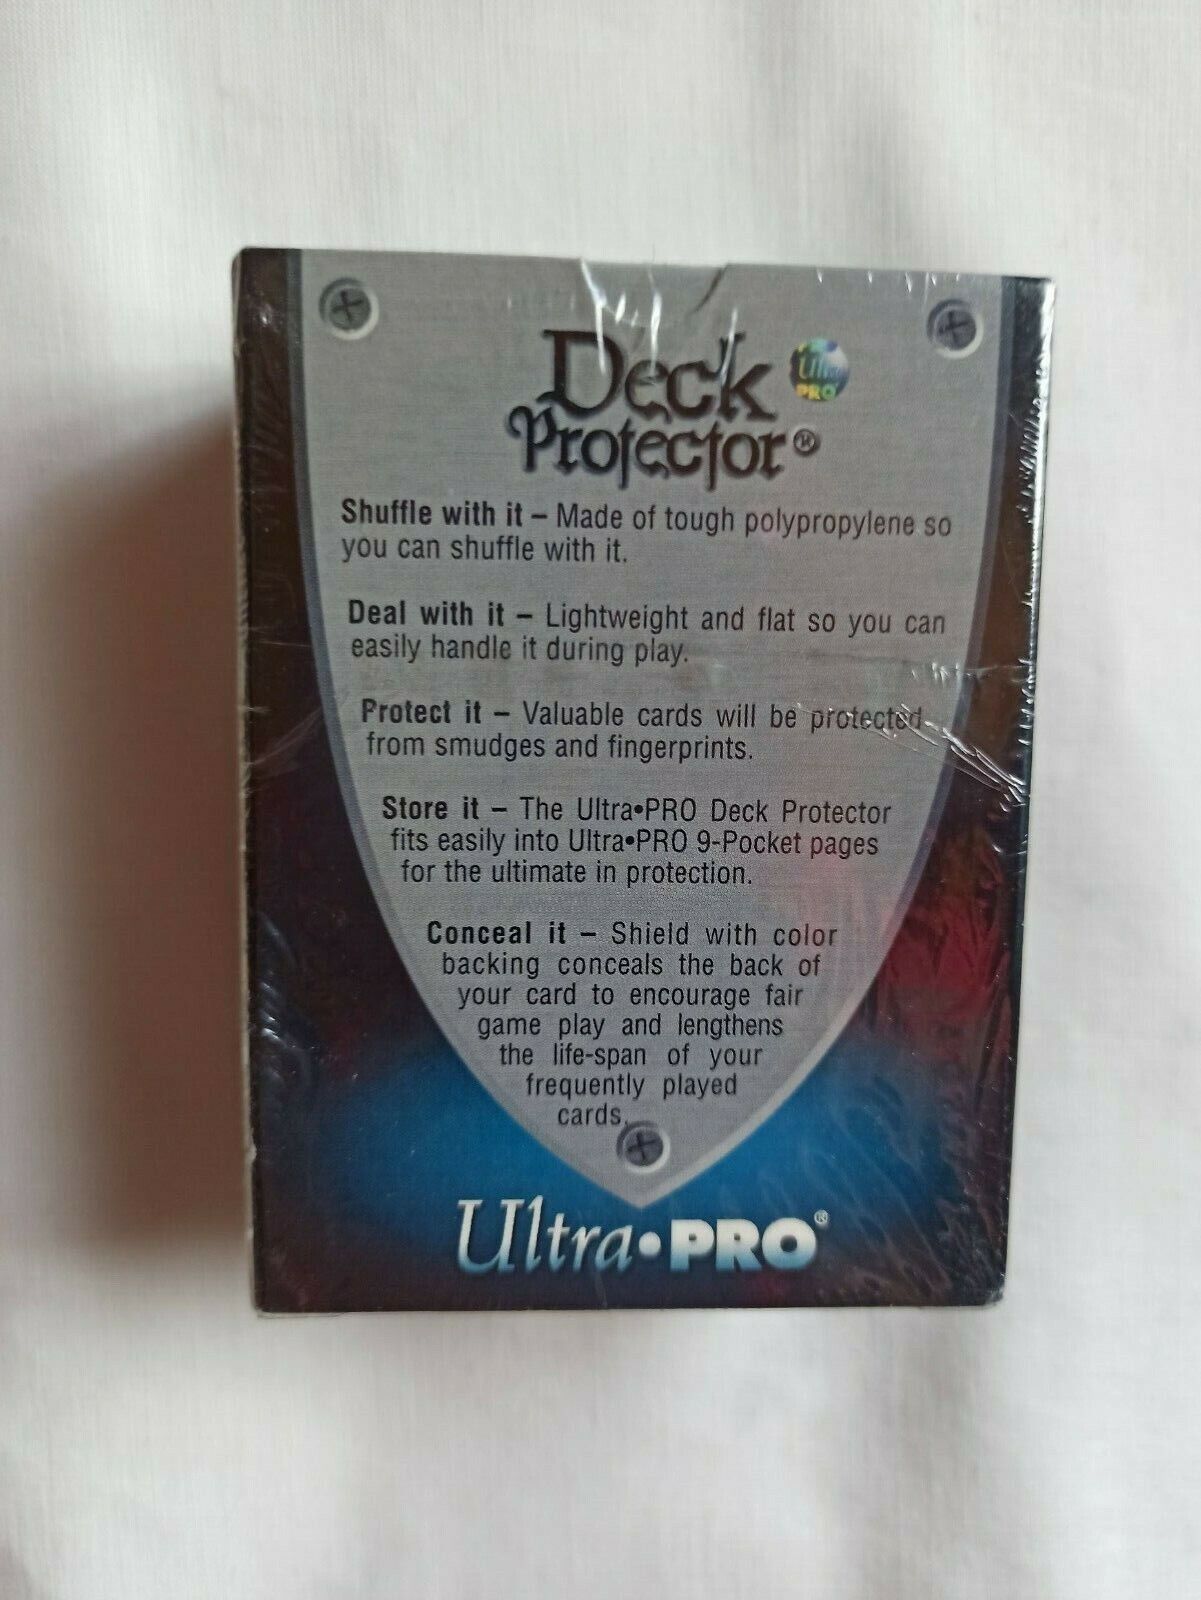 Deck
Protector®
Ultra
PRO
Shuffle with it – Made of tough polypropylene so
you can shuffle with it.
Deal with it – Lightweight and flat so you can
easily handle it during play.
Protect it – Valuable cards will be protected
from smudges and fingerprints.
Store it – The Ultra•PRO Deck Protector
fits easily into Ultra•PRO 9-Pocket pages
for the ultimate in protection.
Conceal it – Shield with color
backing conceals the back of
your card to encourage fair
game play and lengthens
the life-span of your
frequently played
cards.
Ultra•PRO®